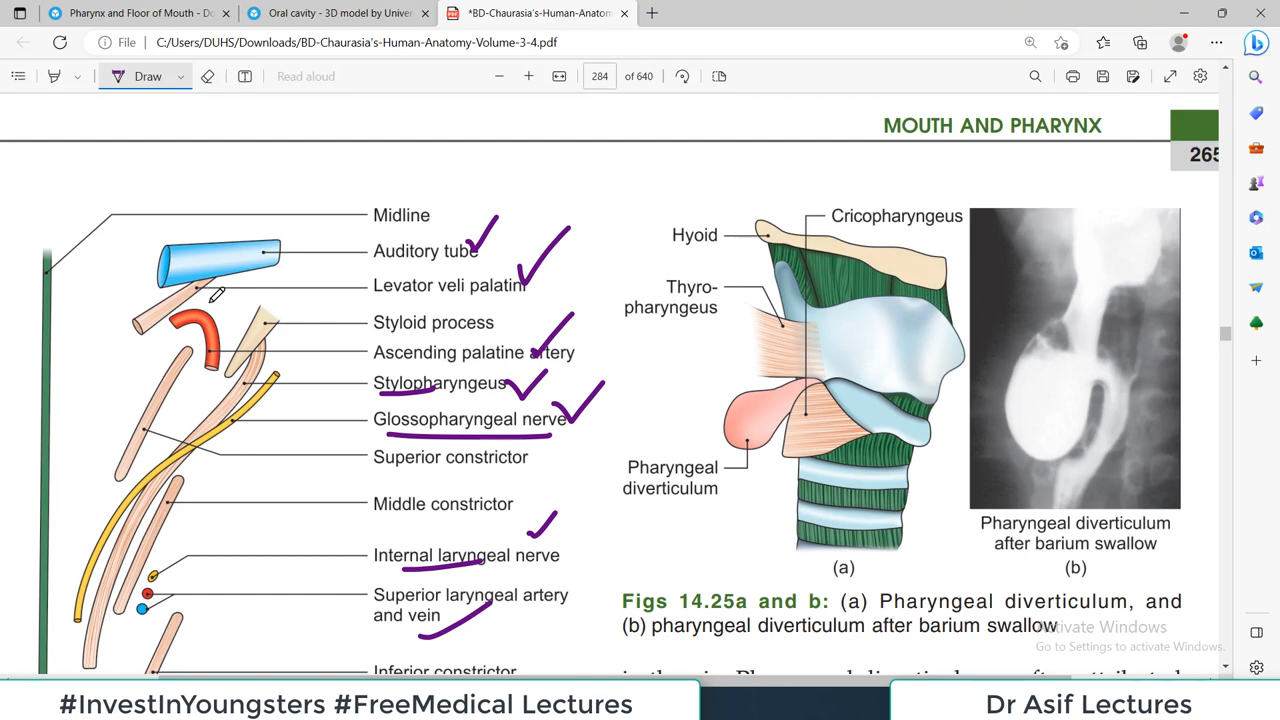 Pharynx and Floor of Mouth - Do
Oral cavity - 3D model by Univer
*BD-Chaurasia's-Human-Anatom
File
C:/Users/DUHS/Downloads/BD-Chaurasia's-Human-Anatomy-Volume-3-4.pdf
Draw
Read aloud
284
of 640
MOUTH AND PHARYNX
265
Midline
Auditory tube
Levator veli palatini
Styloid process
Ascending palatine artery
Stylopharyngeus
Glossopharyngeal nerve
Superior constrictor
Middle constrictor
Internal laryngeal nerve
Superior laryngeal artery
and vein
Inferior constrictor
Cricopharyngeus
Hyoid
Thyro-
pharyngeus
Pharyngeal
diverticulum
(a)
Pharyngeal diverticulum
after barium swallow
(b)
Figs 14.25a and b: (a) Pharyngeal diverticulum, and
(b) pharyngeal diverticulum after barium swallow
Activate Windows
Go to Settings to activate Windows.
#InvestInYoungsters #FreeMedical Lectures
Dr Asif Lectures